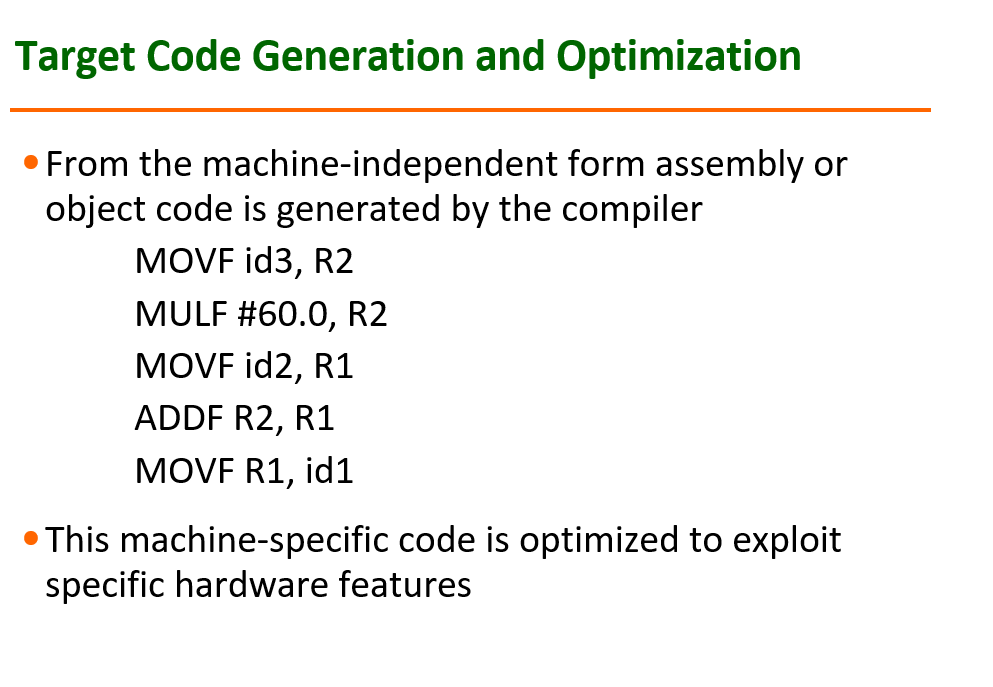 Target Code Generation and Optimization
• From the machine-independent form assembly or
object code is generated by the compiler
MOVF id3, R2
MULF #60.0, R2
MOVF id2, R1
ADDF R2, R1
MOVF R1, id1
• This machine-specific code is optimized to exploit
specific hardware features